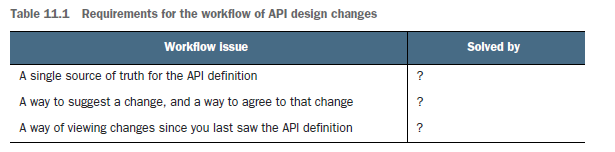 Table 11.1 Requirements for the workflow of API design changes
Workflow issue Solved by
A single source of truth for the API definition ?
A way to suggest a change, and a way to agree to that change ?
A way of viewing changes since you last saw the API definition ?